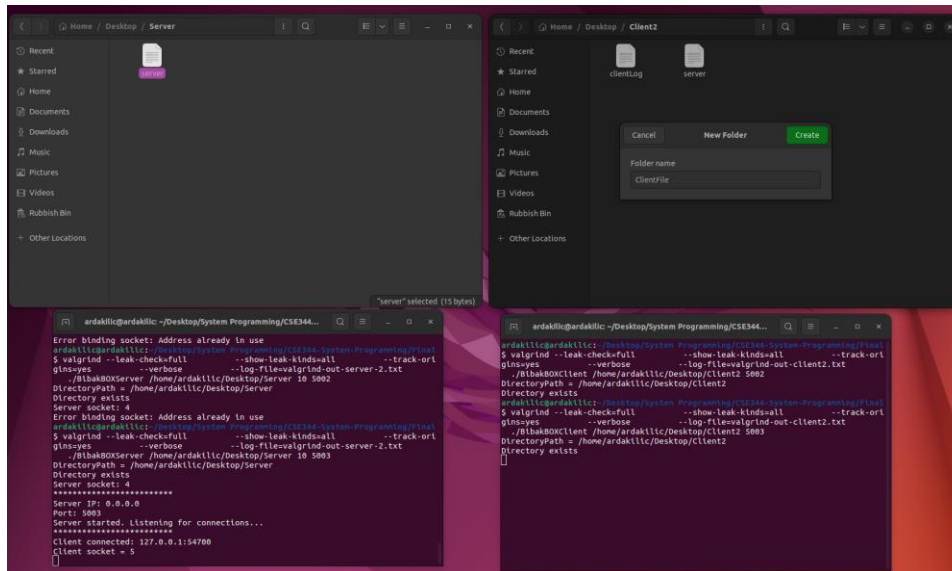 Home / Desktop / Server
Recent
Starred
Home
Documents
Downloads
Music
Pictures
Videos
Rubbish Bin
+ Other Locations
server
"server" selected (15 bytes)
Home / Desktop / Client2
Recent
Starred
Home
Documents
Downloads
Music
Pictures
Videos
Rubbish Bin
+ Other Locations
clientLog
server
Cancel
New Folder
Create
Folder name
ClientFile
ardakilic@ardakilic: ~/Desktop/System Programming/CSE344...
Error binding socket: Address already in use
ardakilic@ardakilic:~/Desktop/System Programming/CSE344-System-Programming/Final
$ valgrind --leak-check=full --show-leak-kinds=all --track-ori
gins=yes --verbose --log-file=valgrind-out-server-2.txt
./BibakBOXServer /home/ardakilic/Desktop/Server 10 5002
DirectoryPath = /home/ardakilic/Desktop/Server
Directory exists
Server socket: 4
Error binding socket: Address already in use
ardakilic@ardakilic:~/Desktop/System Programming/CSE344-System-Programming/Final
$ valgrind --leak-check=full --show-leak-kinds=all --track-ori
gins=yes --verbose --log-file=valgrind-out-server-2.txt
./BibakBOXServer /home/ardakilic/Desktop/Server 10 5003
DirectoryPath = /home/ardakilic/Desktop/Server
Directory exists
Server socket: 4
*************************
Server IP: 0.0.0.0
Port: 5003
Server started. Listening for connections...
*************************
Client connected: 127.0.0.1:54700
Client socket = 5
ardakilic@ardakilic: ~/Desktop/System Programming/CSE344...
ardakilic@ardakilic:~/Desktop/System Programming/CSE344-System-Programming/Final
$ valgrind --leak-check=full --show-leak-kinds=all --track-ori
gins=yes --verbose --log-file=valgrind-out-client2.txt
./BibakBOXClient /home/ardakilic/Desktop/Client2 5002
DirectoryPath = /home/ardakilic/Desktop/Client2
Directory exists
ardakilic@ardakilic:~/Desktop/System Programming/CSE344-System-Programming/Final
$ valgrind --leak-check=full --show-leak-kinds=all --track-ori
gins=yes --verbose --log-file=valgrind-out-client2.txt
./BibakBOXClient /home/ardakilic/Desktop/Client2 5003
DirectoryPath = /home/ardakilic/Desktop/Client2
Directory exists